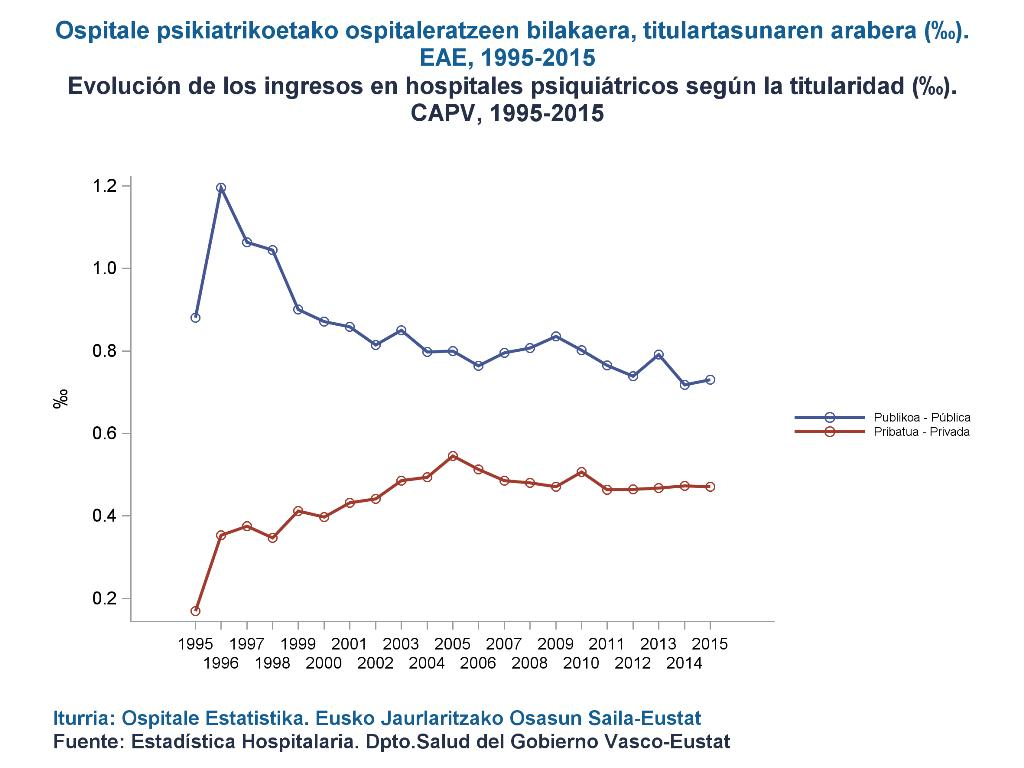 Ospitale psikiatrikoetako ospitaleratzeen bilakaera, titulartasunaren arabera (‰).
EAE, 1995-2015
Evolución de los ingresos en hospitales psiquiátricos según la titularidad (‰).
CAPV, 1995-2015
1.2
1.0
0.8
0.6
0.4
0.2
‰
Publikoa - Pública
Pribatua - Privada
1995 1997 1999 2001 2003 2005 2007 2009 2011 2013 2015
1996 1998 2000 2002 2004 2006 2008 2010 2012 2014
Iturria: Ospitale Estatistika. Eusko Jaurlaritzako Osasun Saila-Eustat
Fuente: Estadística Hospitalaria. Dpto.Salud del Gobierno Vasco-Eustat